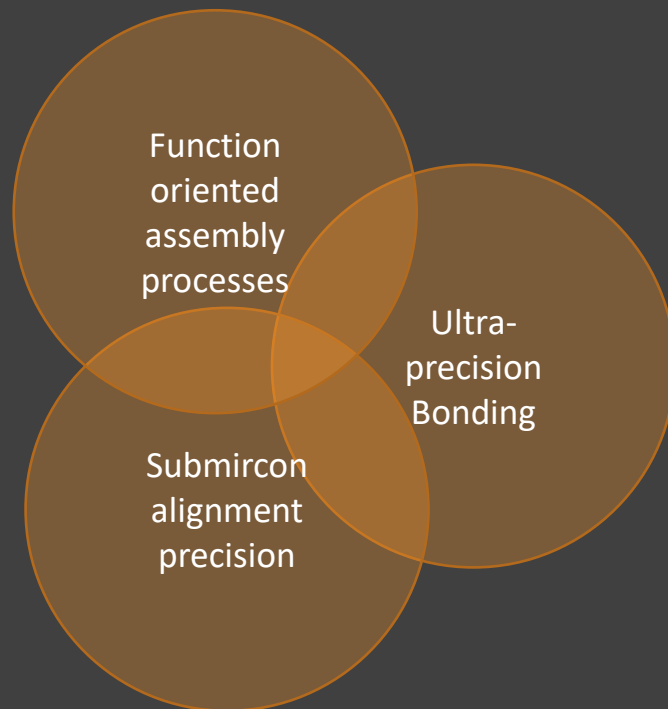 Function
oriented
assembly
processes
Ultra-
precision
Bonding
Submircon
alignment
precision